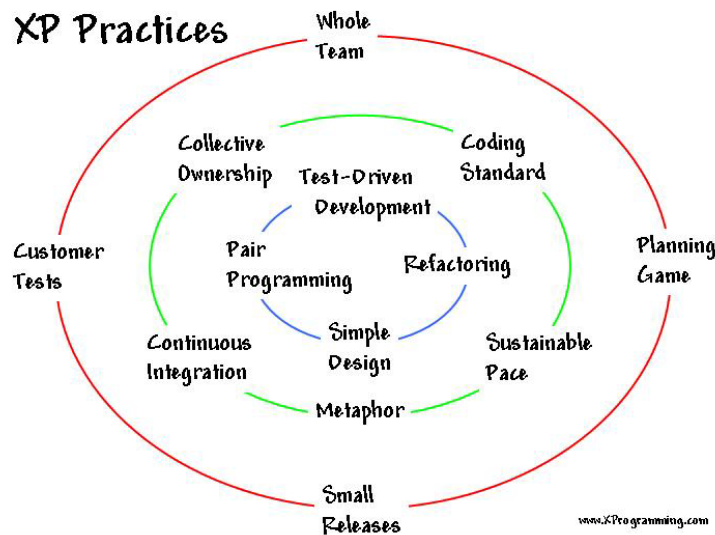 XP Practices
Whole
Team
Collective
Ownership
Coding
Standard
Test-Driven
Development
Customer
Tests
Pair
Programming
Refactoring
Planning
Game
Continuous
Integration
Simple
Design
Sustainable
Pace
Metaphor
Small
Releases
www.XProgramming.com